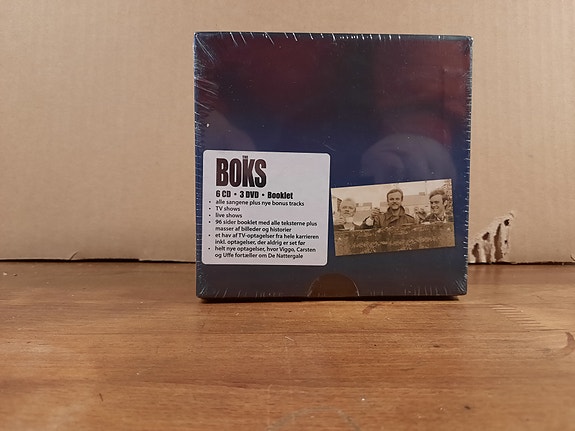 THE
BOKS
6 CD • 3 DVD • Booklet
• alle sangene plus nye bonus tracks
• TV shows
• live shows
• 96 sider booklet med alle teksterne plus
masser af billeder og historier
• et hav af TV-optagelser fra hele karrieren
inkl. optagelser, der aldrig er set før
• helt nye optagelser, hvor Viggo, Carsten
og Uffe fortæller om De Nattergale